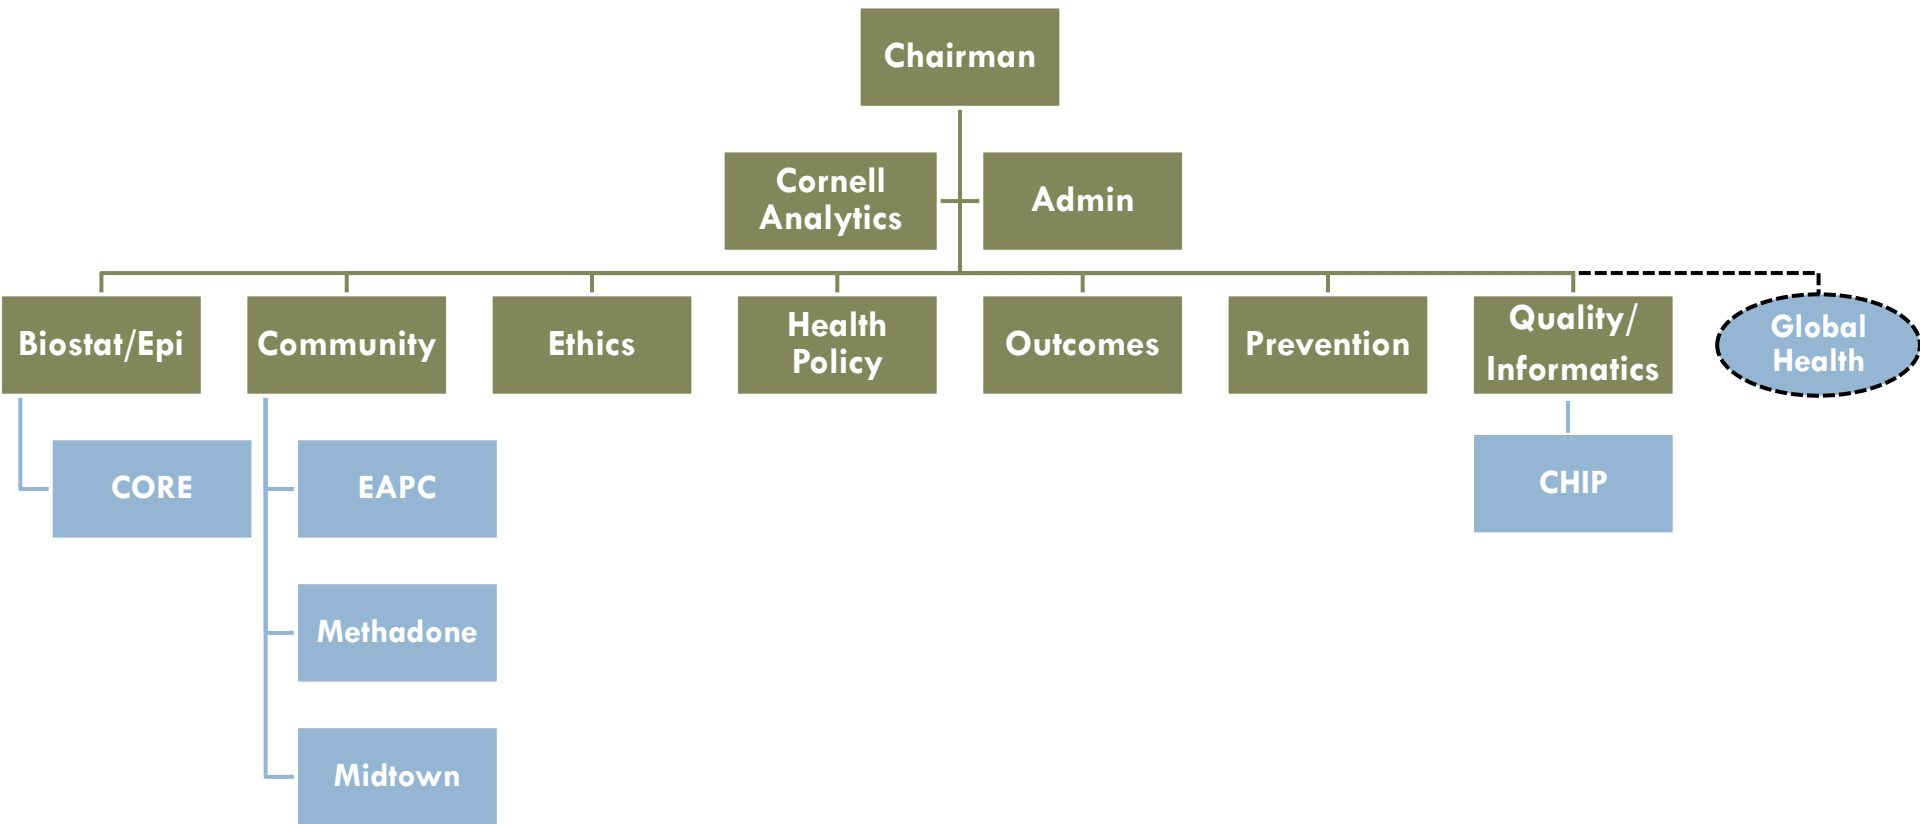 Chairman
Cornell
Analytics
Admin
Biostat/Epi
Community
Ethics
Health
Policy
Outcomes
Prevention
Quality/
Informatics
Global
Health
CORE
EAPC
CHIP
Methadone
Midtown